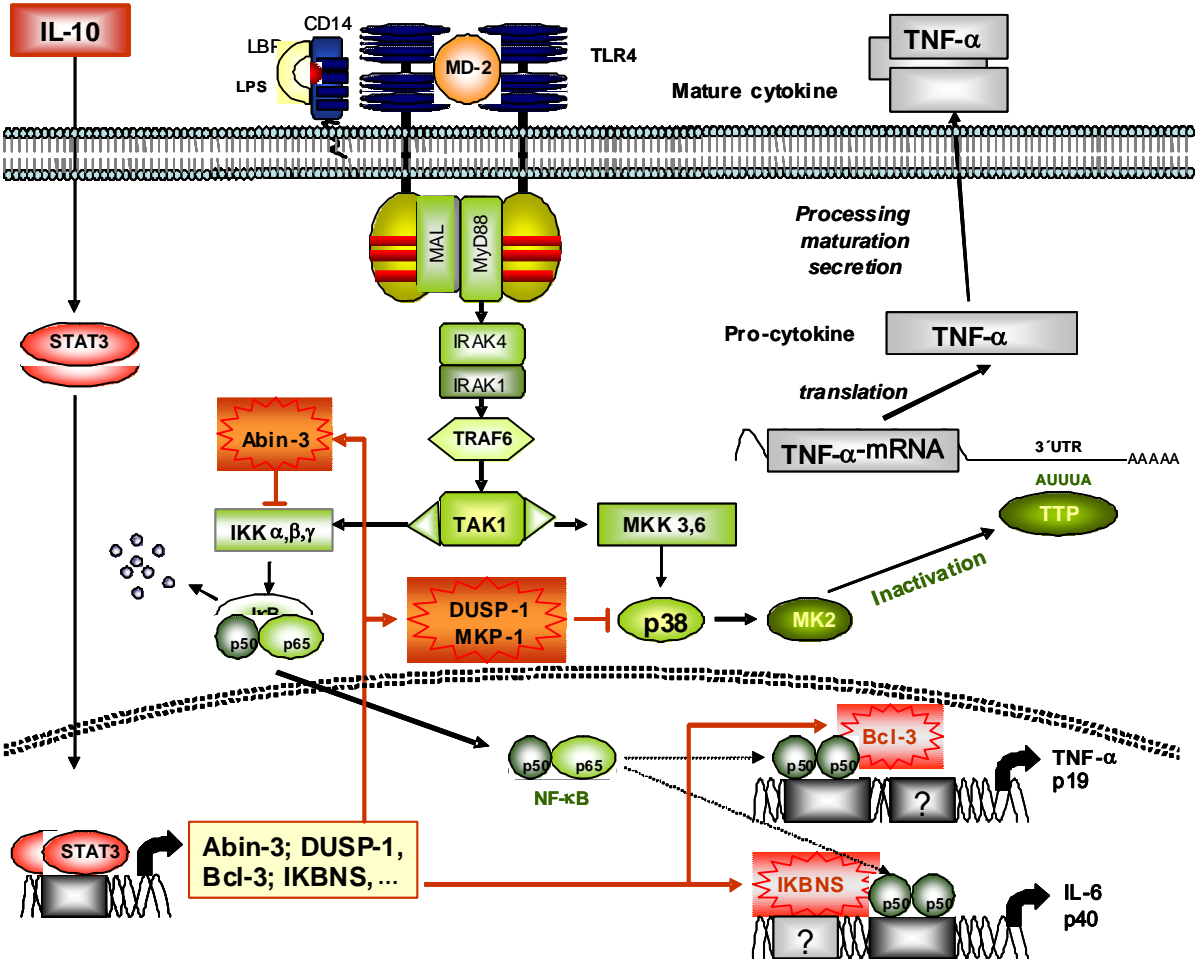 IL-10
CD14
LBP
LPS
MD-2
TLR4
TNF-α
Mature cytokine
MAL
MyD88
Processing
maturation
secretion
STAT3
IRAK4
IRAK1
Pro-cytokine
TNF-α
translation
Abin-3
TRAF6
TNF-α-mRNA
3´UTR
AAAAA
AUUUA
TTP
IKK α,β,γ
TAK1
MKK 3,6
Inactivation
IκB
p50
p65
DUSP-1
MKP-1
p38
MK2
Bcl-3
p50
p65
NF-κB
p50
p50
?
TNF-α
p19
STAT3
Abin-3; DUSP-1,
Bcl-3; IKBNS, ...
IKBNS
p50
p50
?
IL-6
p40